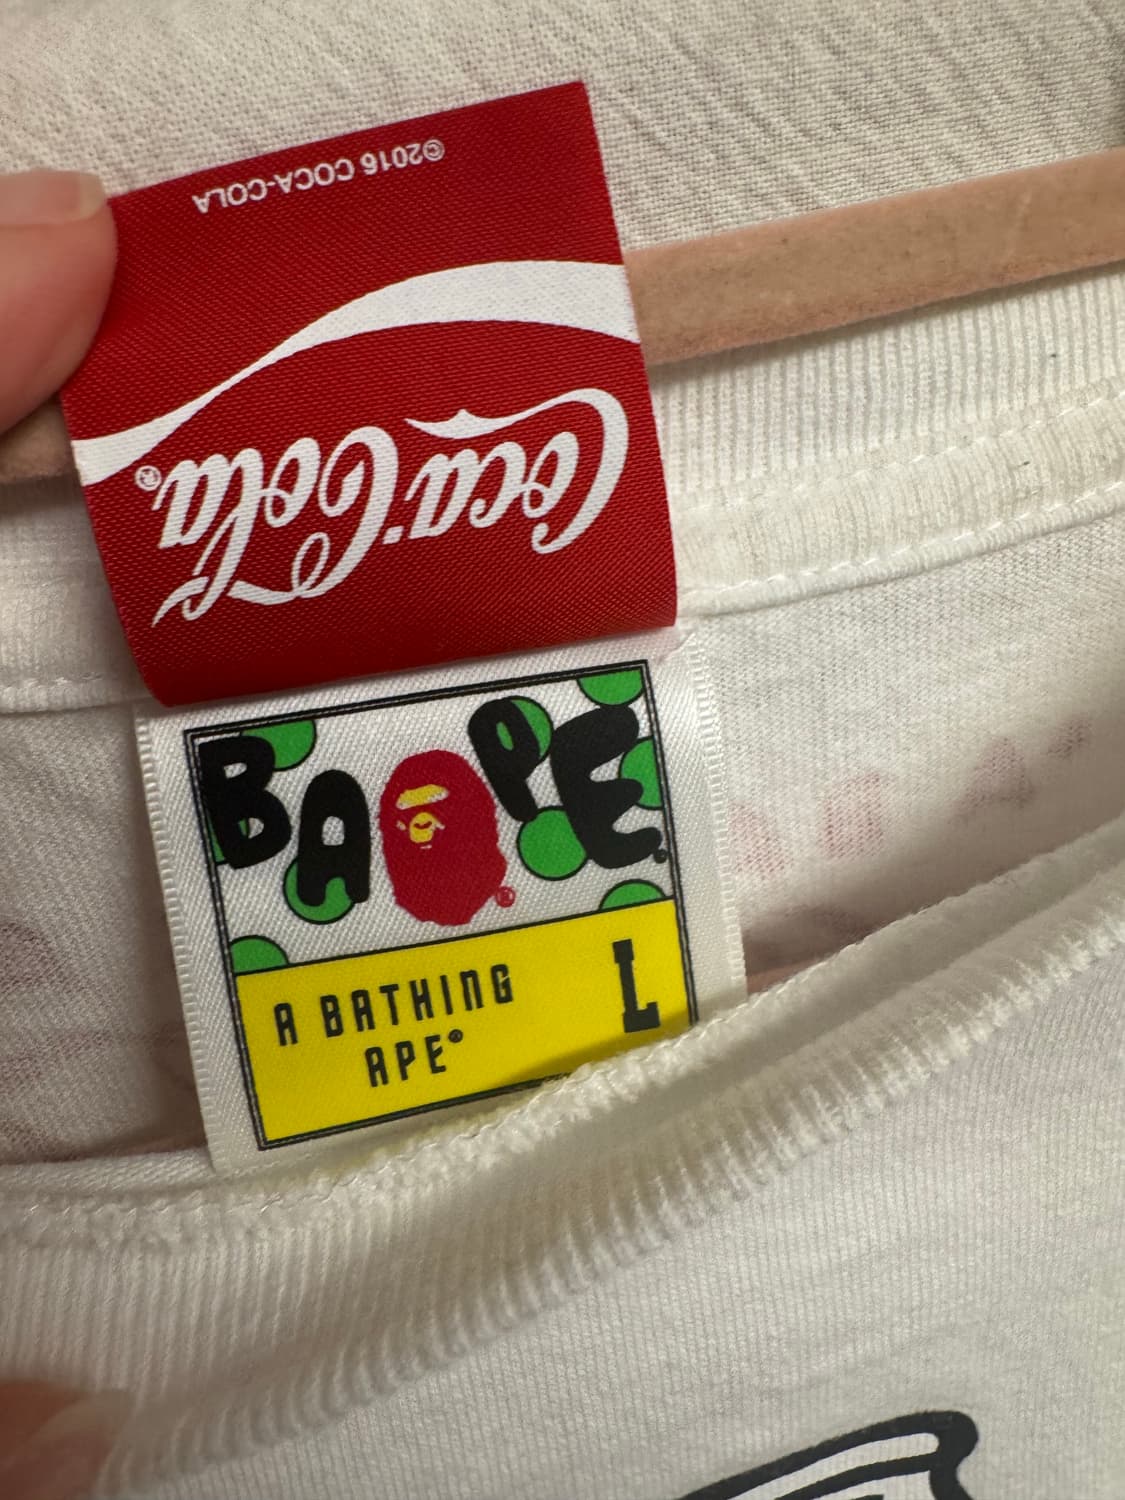 ©2016 COCA-COLA
Coca-Cola®
BAPE.®
A BATHING
APE®
L